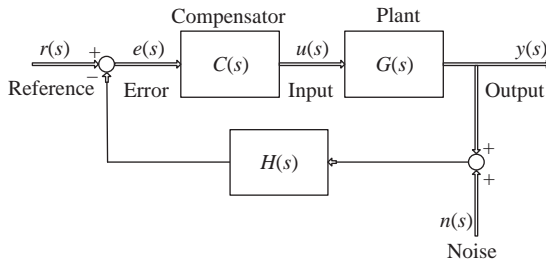 Compensator Plant
r(s) + e(s) C(s) u(s) G(s) y(s)
−
Reference Error Input Output
+
H(s) +
n(s)
Noise